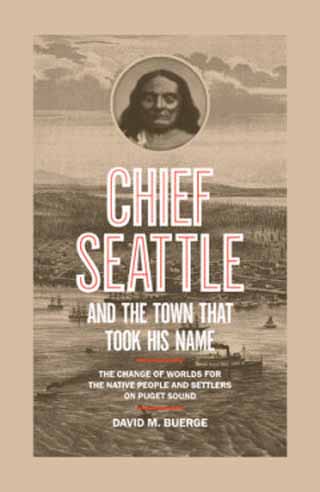 CHIEF
SEATTLE
AND THE TOWN THAT
TOOK HIS NAME
THE CHANGE OF WORLDS FOR
THE NATIVE PEOPLE AND SETTLERS
ON PUGET SOUND
DAVID M. BUERGE